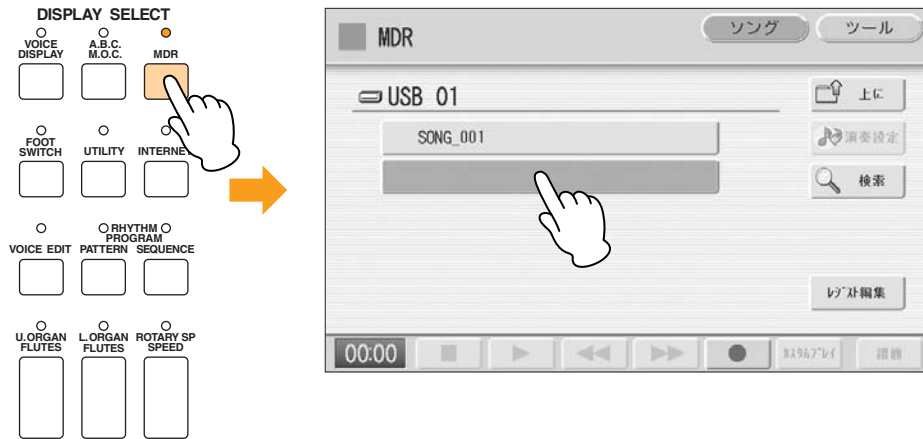 DISPLAY SELECT
VOICE DISPLAY
A.B.C. M.O.C.
MDR
FOOT SWITCH
UTILITY
INTERNET
RHYTHM PROGRAM
VOICE EDIT
PATTERN
SEQUENCE
U.ORGAN FLUTES
L.ORGAN FLUTES
ROTARY SP SPEED
MDR
ソング
ツール
USB 01
上に
SONG_001
演奏設定
検索
レジスト編集
00:00
カスタムプレイ
譜面